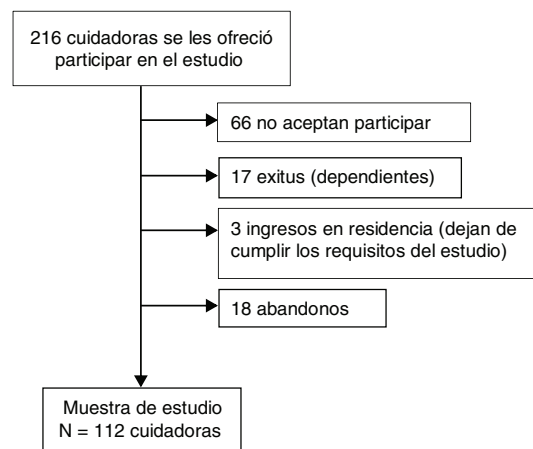 216 cuidadoras se les ofreció
participar en el estudio
66 no aceptan participar
17 exitus (dependientes)
3 ingresos en residencia (dejan de
cumplir los requisitos del estudio)
18 abandonos
Muestra de estudio
N = 112 cuidadoras